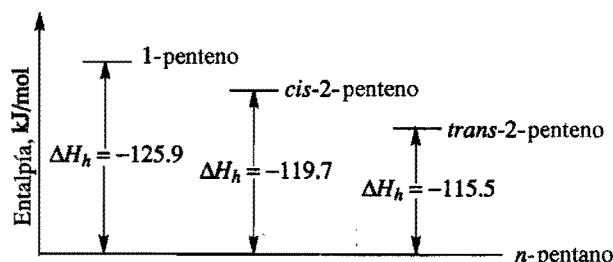 Entalpía, kJ/mol
1-penteno
cis-2-penteno
trans-2-penteno
ΔHₕ = −125.9
ΔHₕ = −119.7
ΔHₕ = −115.5
n-pentano